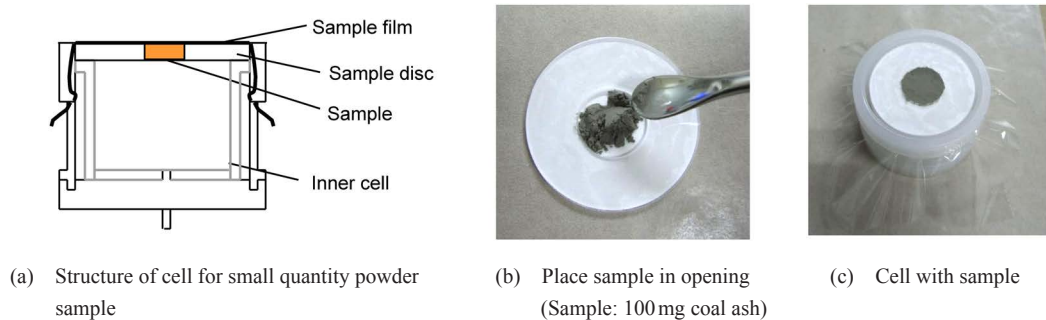 Sample film
Sample disc
Sample
Inner cell
(a) Structure of cell for small quantity powder
sample
(b) Place sample in opening
(Sample: 100 mg coal ash)
(c) Cell with sample